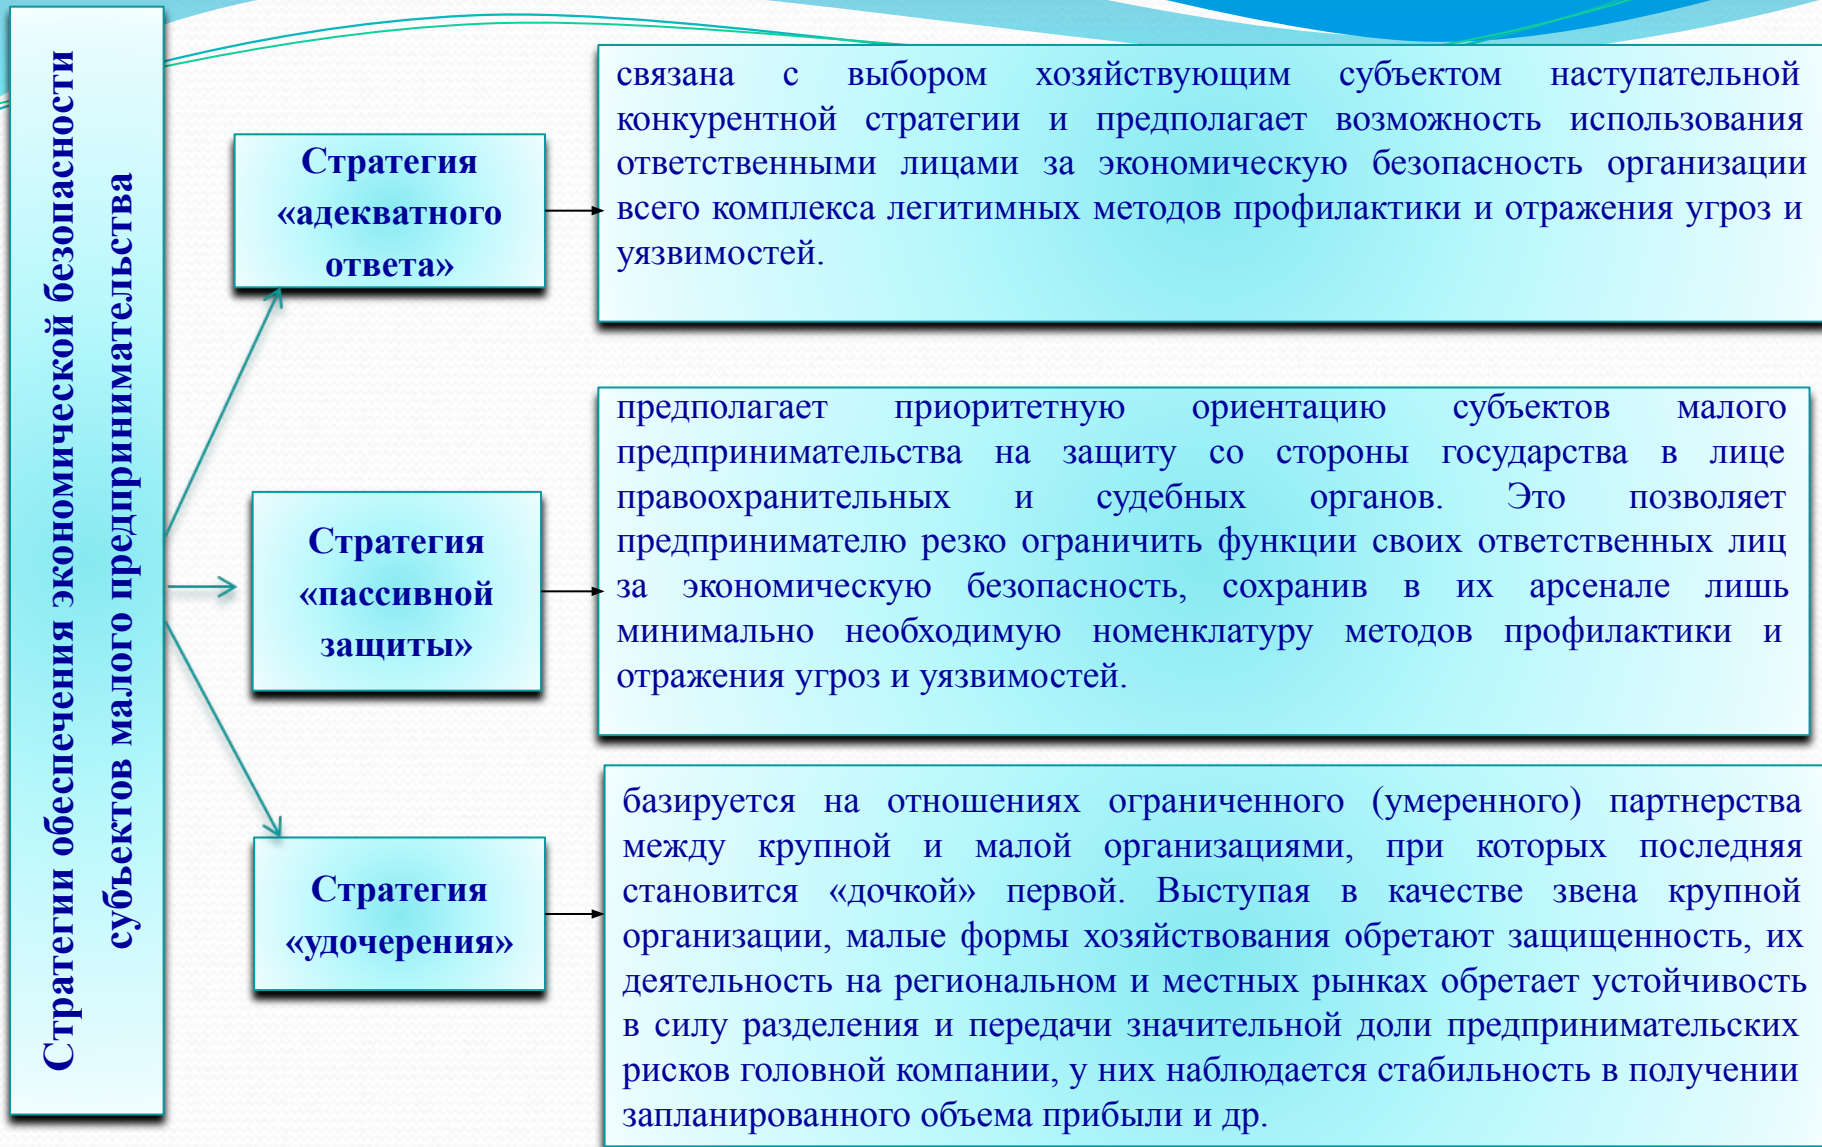 Стратегии обеспечения экономической безопасности
субъектов малого предпринимательства
Стратегия
«адекватного
ответа»
связана с выбором хозяйствующим субъектом наступательной
конкурентной стратегии и предполагает возможность использования
ответственными лицами за экономическую безопасность организации
всего комплекса легитимных методов профилактики и отражения угроз и
уязвимостей.
Стратегия
«пассивной
защиты»
предполагает приоритетную ориентацию субъектов малого
предпринимательства на защиту со стороны государства в лице
правоохранительных и судебных органов. Это позволяет
предпринимателю резко ограничить функции своих ответственных лиц
за экономическую безопасность, сохранив в их арсенале лишь
минимально необходимую номенклатуру методов профилактики и
отражения угроз и уязвимостей.
Стратегия
«удочерения»
базируется на отношениях ограниченного (умеренного) партнерства
между крупной и малой организациями, при которых последняя
становится «дочкой» первой. Выступая в качестве звена крупной
организации, малые формы хозяйствования обретают защищенность, их
деятельность на региональном и местных рынках обретает устойчивость
в силу разделения и передачи значительной доли предпринимательских
рисков головной компании, у них наблюдается стабильность в получении
запланированного объема прибыли и др.